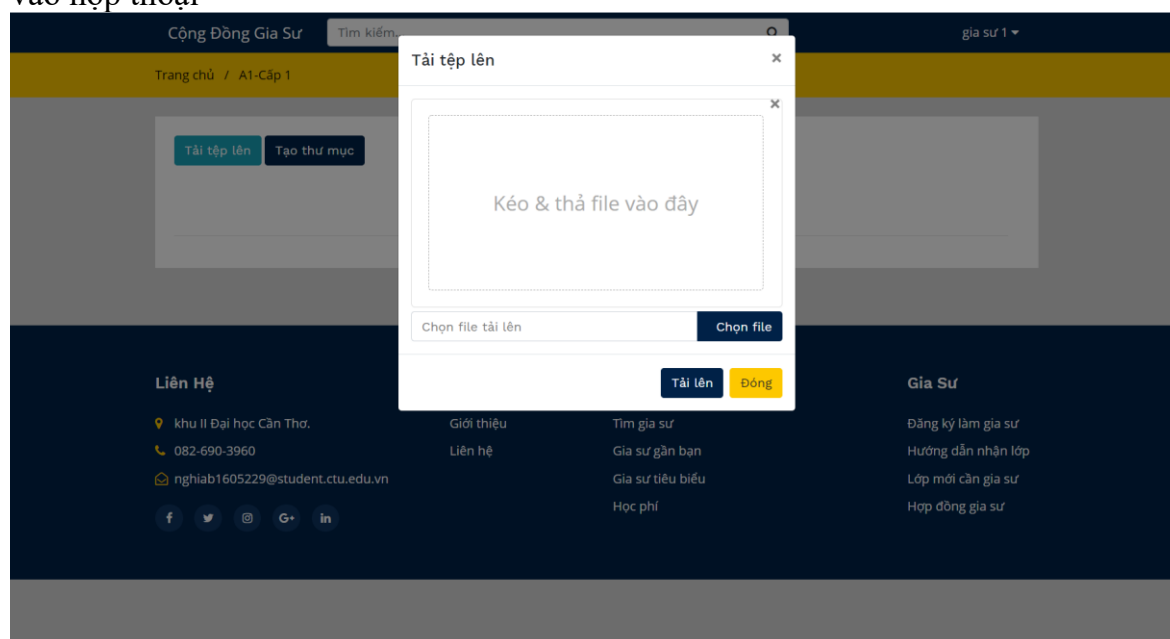 vào hộp thoại
Cộng Đồng Gia Sư
Tìm kiếm..
gia sư 1
Trang chủ / A1-Cấp 1
Tải tệp lên
×
×
Tải tệp lên
Tạo thư mục
Kéo & thả file vào đây
Chọn file tải lên
Chọn file
Tải lên
Đóng
Liên Hệ
khu II Đại học Cần Thơ.
082-690-3960
nghiab1605229@student.ctu.edu.vn
f G+ in
Giới thiệu
Liên hệ
Tìm gia sư
Gia sư gần bạn
Gia sư tiêu biểu
Học phí
Gia Sư
Đăng ký làm gia sư
Hướng dẫn nhận lớp
Lớp mới cần gia sư
Hợp đồng gia sư